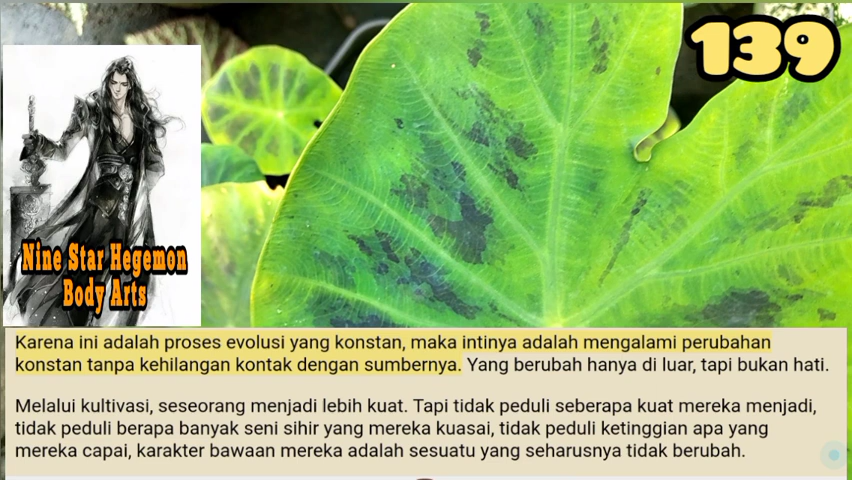 139
Nine Star Hegemon
Body Arts
Karena ini adalah proses evolusi yang konstan, maka intinya adalah mengalami perubahan
konstan tanpa kehilangan kontak dengan sumbernya. Yang berubah hanya di luar, tapi bukan hati.
Melalui kultivasi, seseorang menjadi lebih kuat. Tapi tidak peduli seberapa kuat mereka menjadi,
tidak peduli berapa banyak seni sihir yang mereka kuasai, tidak peduli ketinggian apa yang
mereka capai, karakter bawaan mereka adalah sesuatu yang seharusnya tidak berubah.